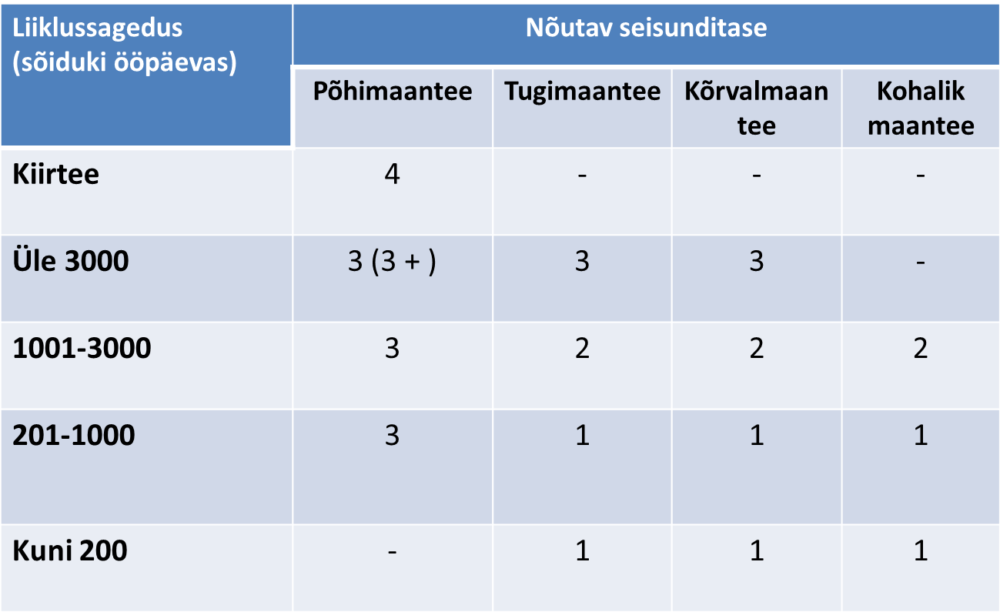 Liiklussagedus
(sõiduki ööpäevas)
Nõutav seisunditase
Põhimaantee Tugimaantee Kõrvalmaan Kohalik
tee maantee
Kiirtee 4 - - -
Üle 3000 3 (3 + ) 3 3 -
1001-3000 3 2 2 2
201-1000 3 1 1 1
Kuni 200 - 1 1 1